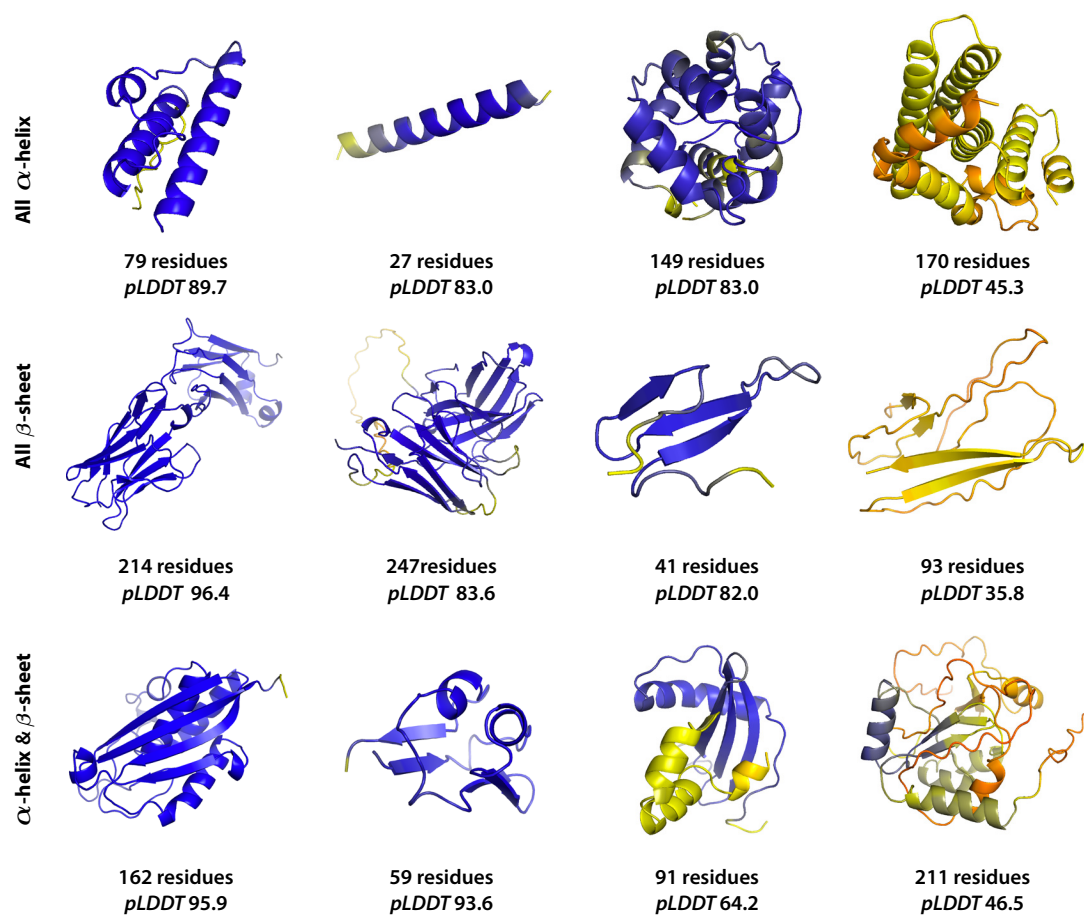 All α-helix
79 residues
pLDDT 89.7
27 residues
pLDDT 83.0
149 residues
pLDDT 83.0
170 residues
pLDDT 45.3
All β-sheet
214 residues
pLDDT 96.4
247residues
pLDDT 83.6
41 residues
pLDDT 82.0
93 residues
pLDDT 35.8
α-helix & β-sheet
162 residues
pLDDT 95.9
59 residues
pLDDT 93.6
91 residues
pLDDT 64.2
211 residues
pLDDT 46.5